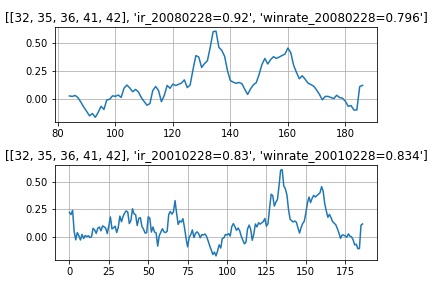 [[32, 35, 36, 41, 42], 'ir_20080228=0.92', 'winrate_20080228=0.796']
0.50
0.25
0.00
80 100 120 140 160 180
[[32, 35, 36, 41, 42], 'ir_20010228=0.83', 'winrate_20010228=0.834']
0.50
0.25
0.00
0 25 50 75 100 125 150 175